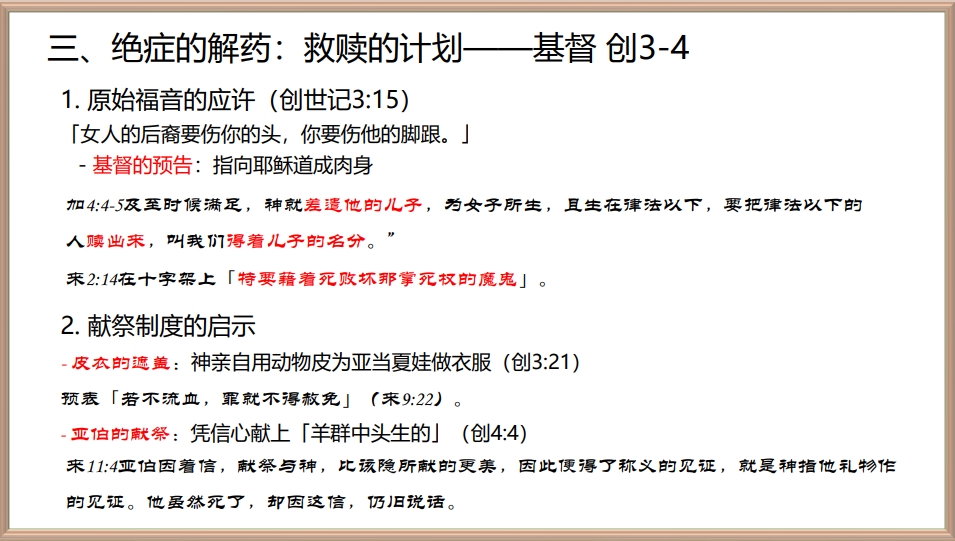 三、绝症的解药：救赎的计划——基督 创3-4
1. 原始福音的应许（创世记3:15）
「女人的后裔要伤你的头，你要伤他的脚跟。」
- 基督的预告：指向耶稣道成肉身
加4:4-5及至时候满足，神就差遣他的儿子，为女子所生，且生在律法以下，要把律法以下的
人赎出来，叫我们得着儿子的名分。”
来2:14在十字架上「特要藉着死败坏那掌死权的魔鬼」。
2. 献祭制度的启示
- 皮衣的遮盖：神亲自用动物皮为亚当夏娃做衣服（创3:21）
预表「若不流血，罪就不得赦免」（来9:22）。
- 亚伯的献祭：凭信心献上「羊群中头生的」（创4:4）
来11:4亚伯因着信，献祭与神，比该隐所献的更美，因此便得了称义的见证，就是神指他礼物作
的见证。他虽然死了，却因这信，仍旧说话。